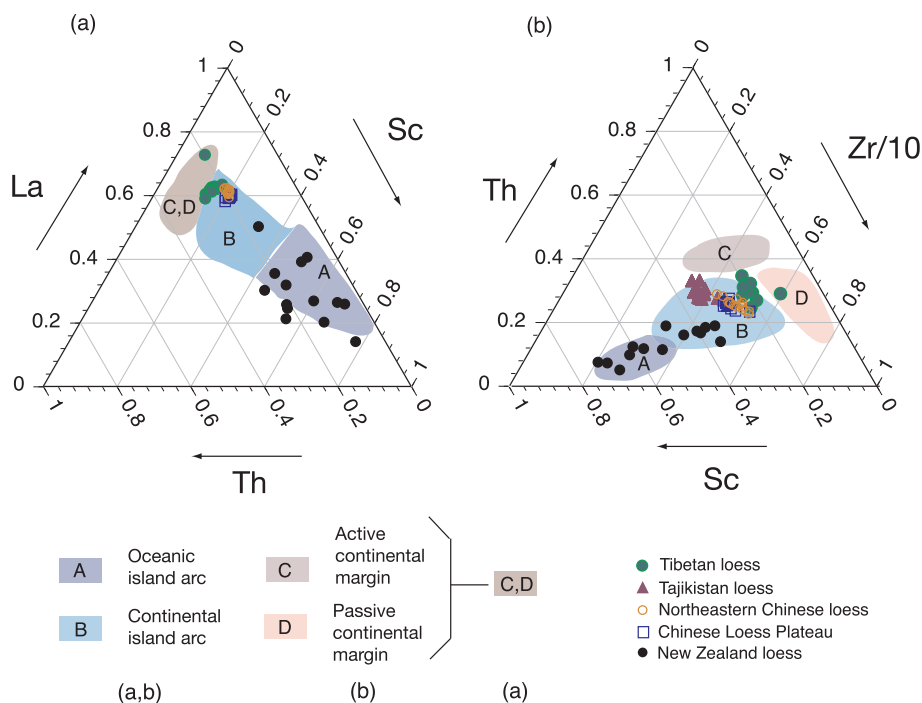 (a)
(b)
0
0
1
1
0.2
0.2
0.8
0.8
Sc
Zr/10
0.4
0.4
La
Th
0.6
0.6
C,D
C
0.6
0.6
B
0.4
A
0.4
D
0.8
0.8
0.2
0.2
B
A
1
1
0
0
1
0.8
0.6
0.4
0.2
0
1
0.8
0.6
0.4
0.2
0
Th
Sc
A
Oceanic
island arc
C
Active
continental
margin
C,D
B
Continental
island arc
D
Passive
continental
margin
Tibetan loess
Tajikistan loess
Northeastern Chinese loess
Chinese Loess Plateau
New Zealand loess
(a,b)
(b)
(a)